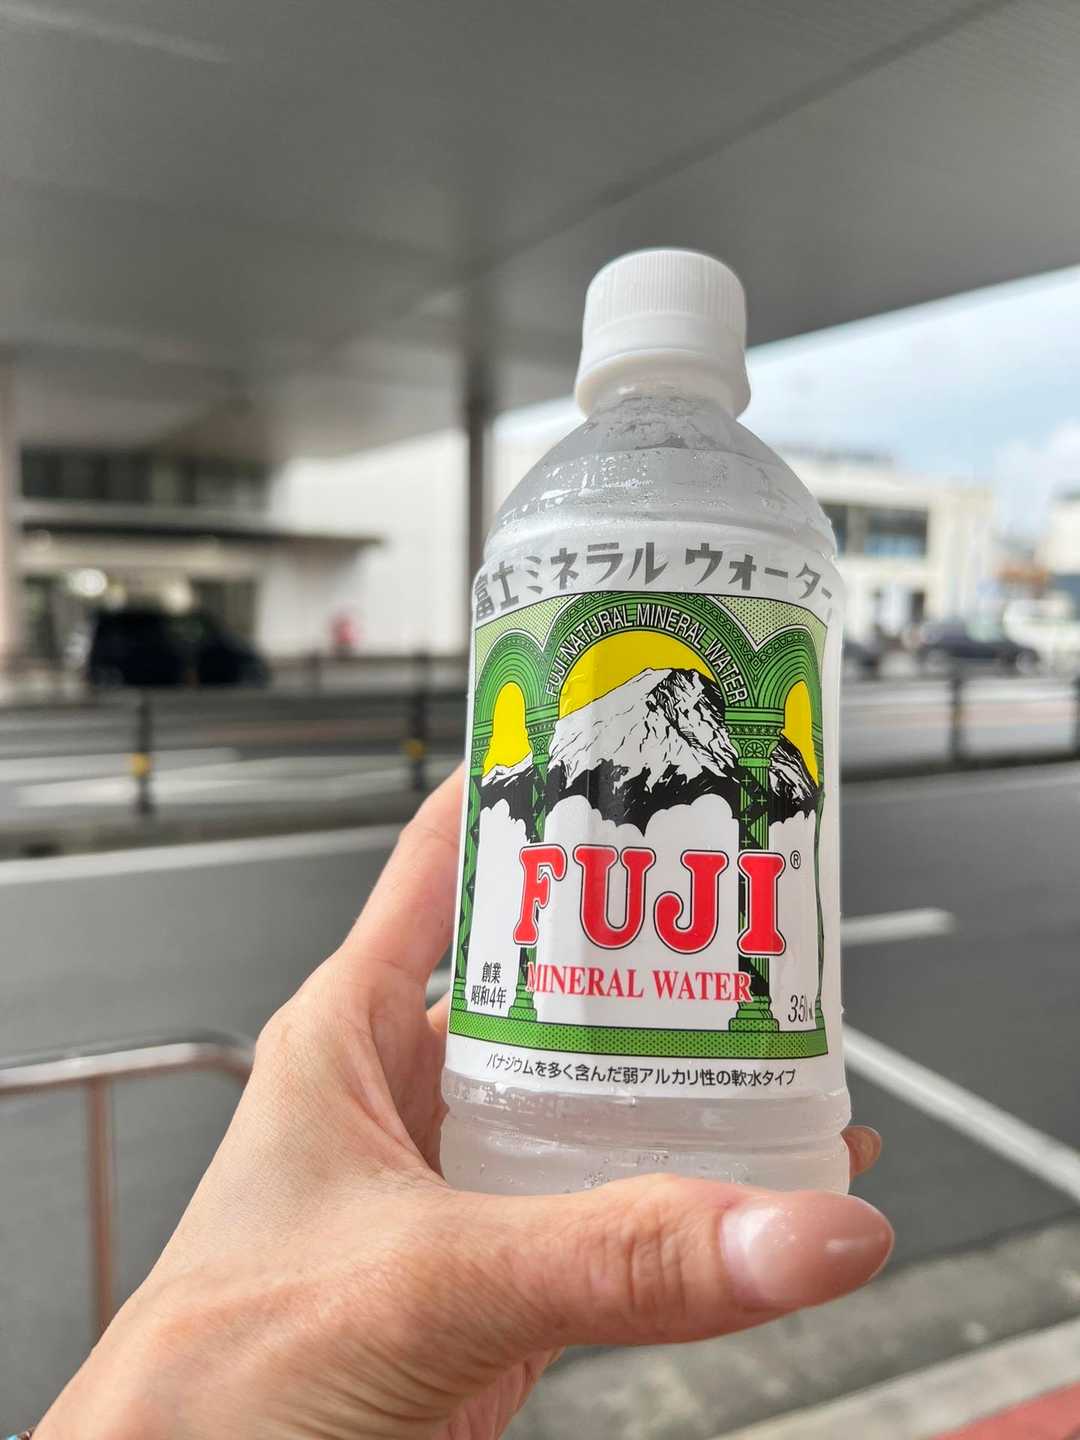 富士ミネラル ウォーター
FUJI NATURAL MINERAL WATER
FUJI®
MINERAL WATER
創業
昭和4年
350
バナジウムを多く含んだ弱アルカリ性の軟水タイプ